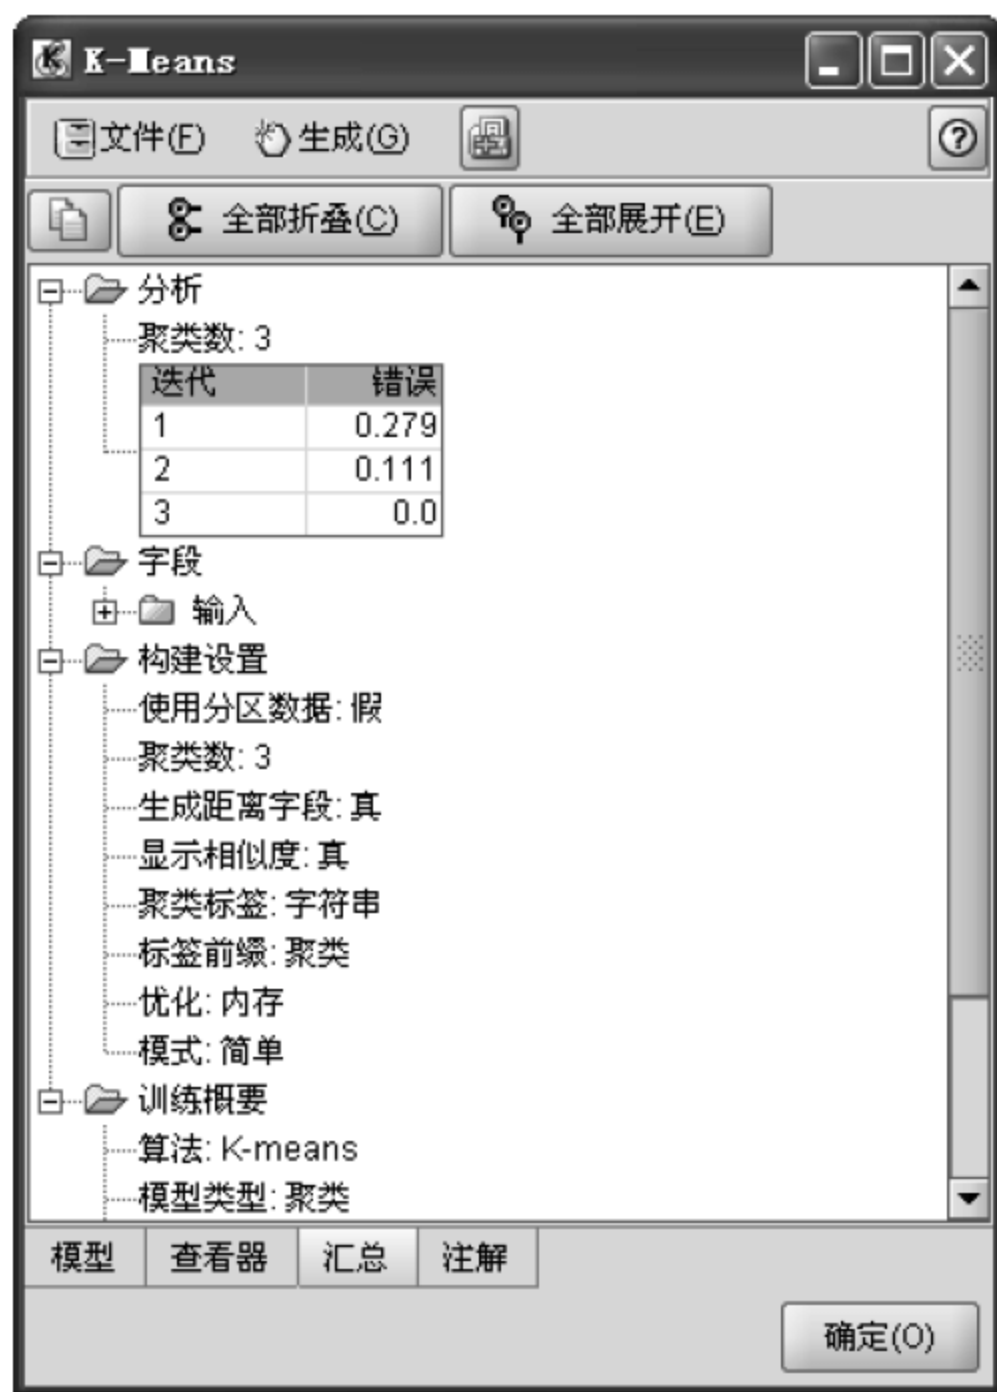 K-Means
文件(F) 生成(G)
全部折叠(C) 全部展开(E)
分析
聚类数: 3
迭代 错误
1 0.279
2 0.111
3 0.0
字段
输入
构建设置
使用分区数据: 假
聚类数: 3
生成距离字段: 真
显示相似度: 真
聚类标签: 字符串
标签前缀: 聚类
优化: 内存
模式: 简单
训练概要
算法: K-means
模型类型: 聚类
模型 查看器 汇总 注解
确定(O)